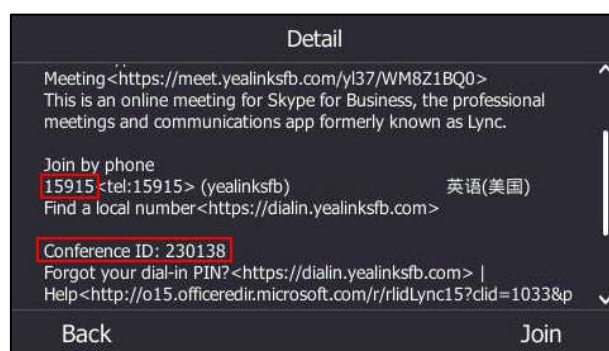 Detail
Meeting<https://meet.yealinksfb.com/yl37/WM8Z1BQ0>
This is an online meeting for Skype for Business, the professional
meetings and communications app formerly known as Lync.
Join by phone
15915<tel:15915> (yealinksfb) 英语(美国)
Find a local number<https://dialin.yealinksfb.com>
Conference ID: 230138
Forgot your dial-in PIN?<https://dialin.yealinksfb.com> |
Help<http://o15.officeredir.microsoft.com/r/rlidLync15?clid=1033&p
Back Join